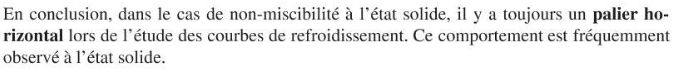 En conclusion, dans le cas de non-miscibilité à l'état solide, il y a toujours un palier ho-
rizontal lors de l'étude des courbes de refroidissement. Ce comportement est fréquemment
observé à l'état solide.